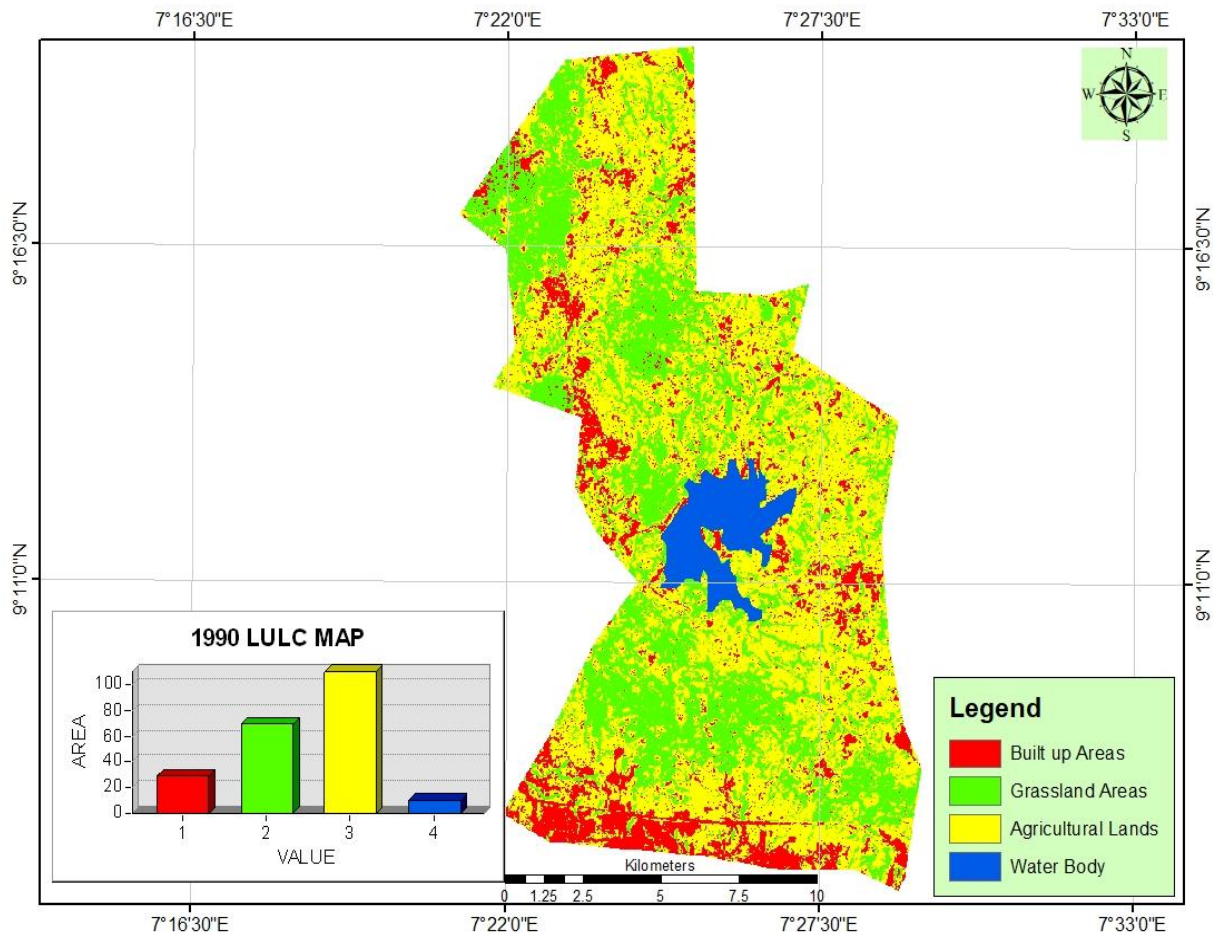 7°16'30"E 7°22'0"E 7°27'30"E 7°33'0"E
N
W E
S
9°16'30"N 9°16'30"N
9°11'0"N 9°11'0"N
1990 LULC MAP
AREA
100
80
60
40
20
0
1 2 3 4
VALUE
Legend
Built up Areas
Grassland Areas
Agricultural Lands
Water Body
Kilometers
0 1.25 2.5 5 7.5 10
7°16'30"E 7°22'0"E 7°27'30"E 7°33'0"E